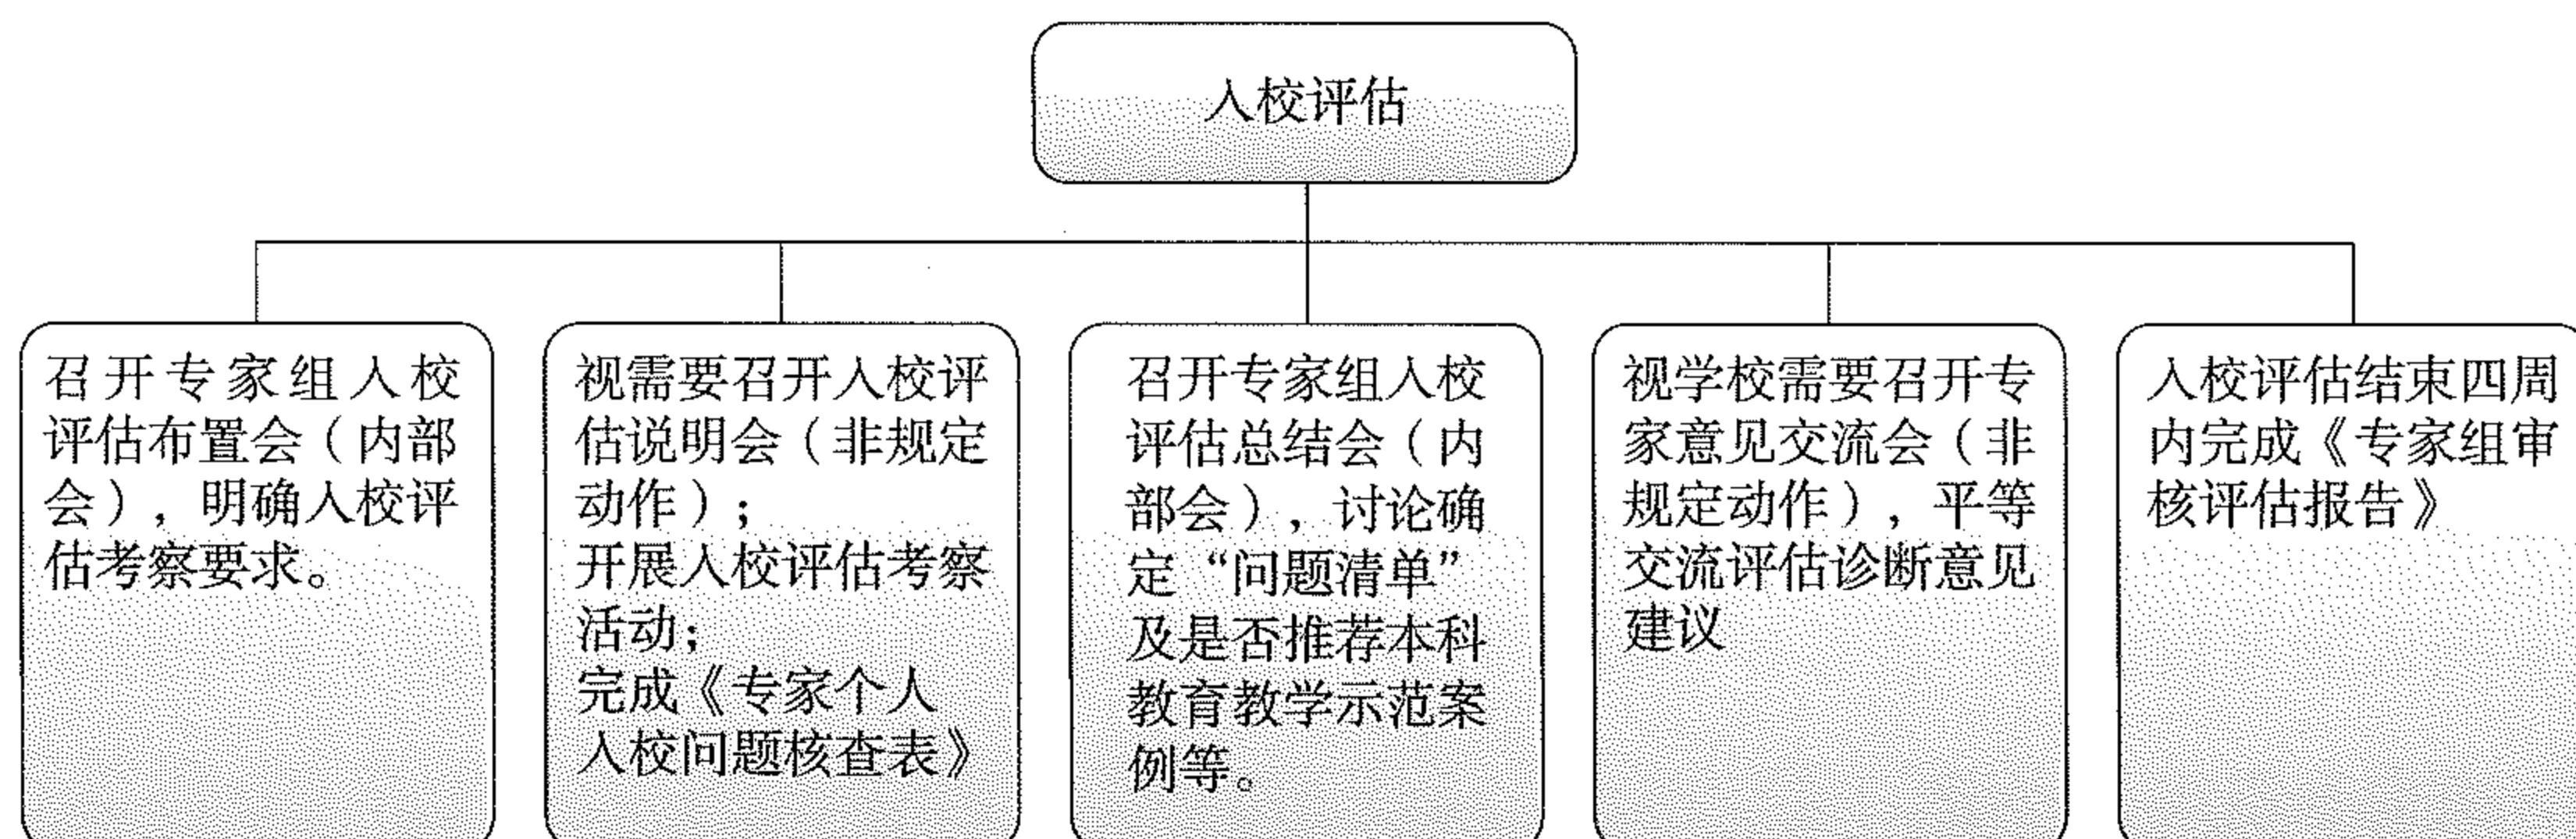 入校评估
召开专家组入校
评估布置会（内部
会），明确入校评
估考察要求。
视需要召开入校评
估说明会（非规定
动作）；
开展入校评估考察
活动；
完成《专家个人
入校问题核查表》
召开专家组入校
评估总结会（内
部会），讨论确
定“问题清单”
及是否推荐本科
教育教学示范案
例等。
视学校需要召开专
家意见交流会（非
规定动作），平等
交流评估诊断意见
建议
入校评估结束四周
内完成《专家组审
核评估报告》